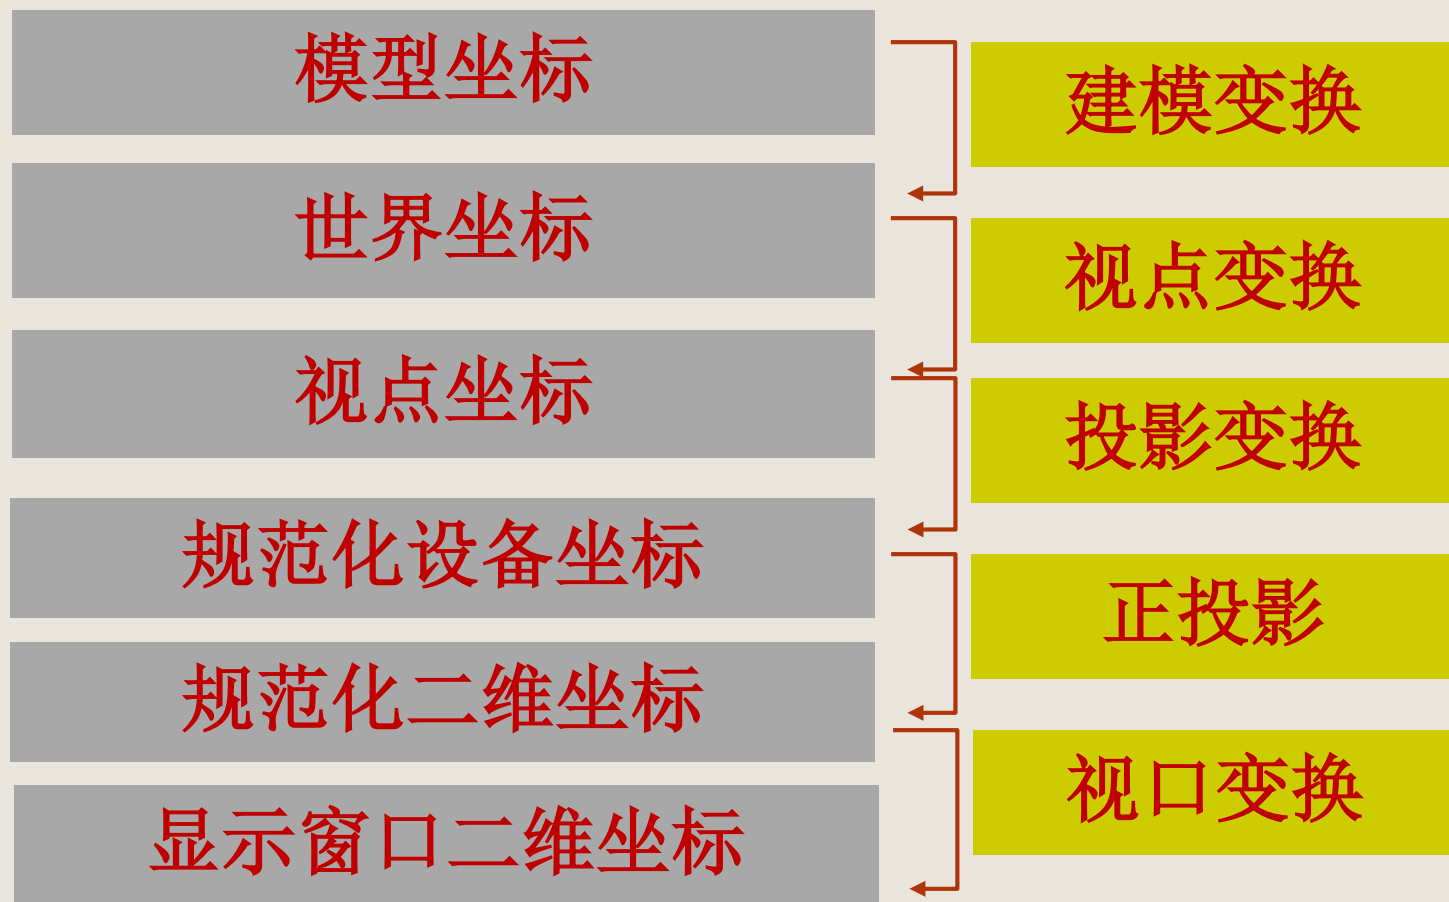 模型坐标
建模变换
世界坐标
视点变换
视点坐标
投影变换
规范化设备坐标
正投影
规范化二维坐标
视口变换
显示窗口二维坐标